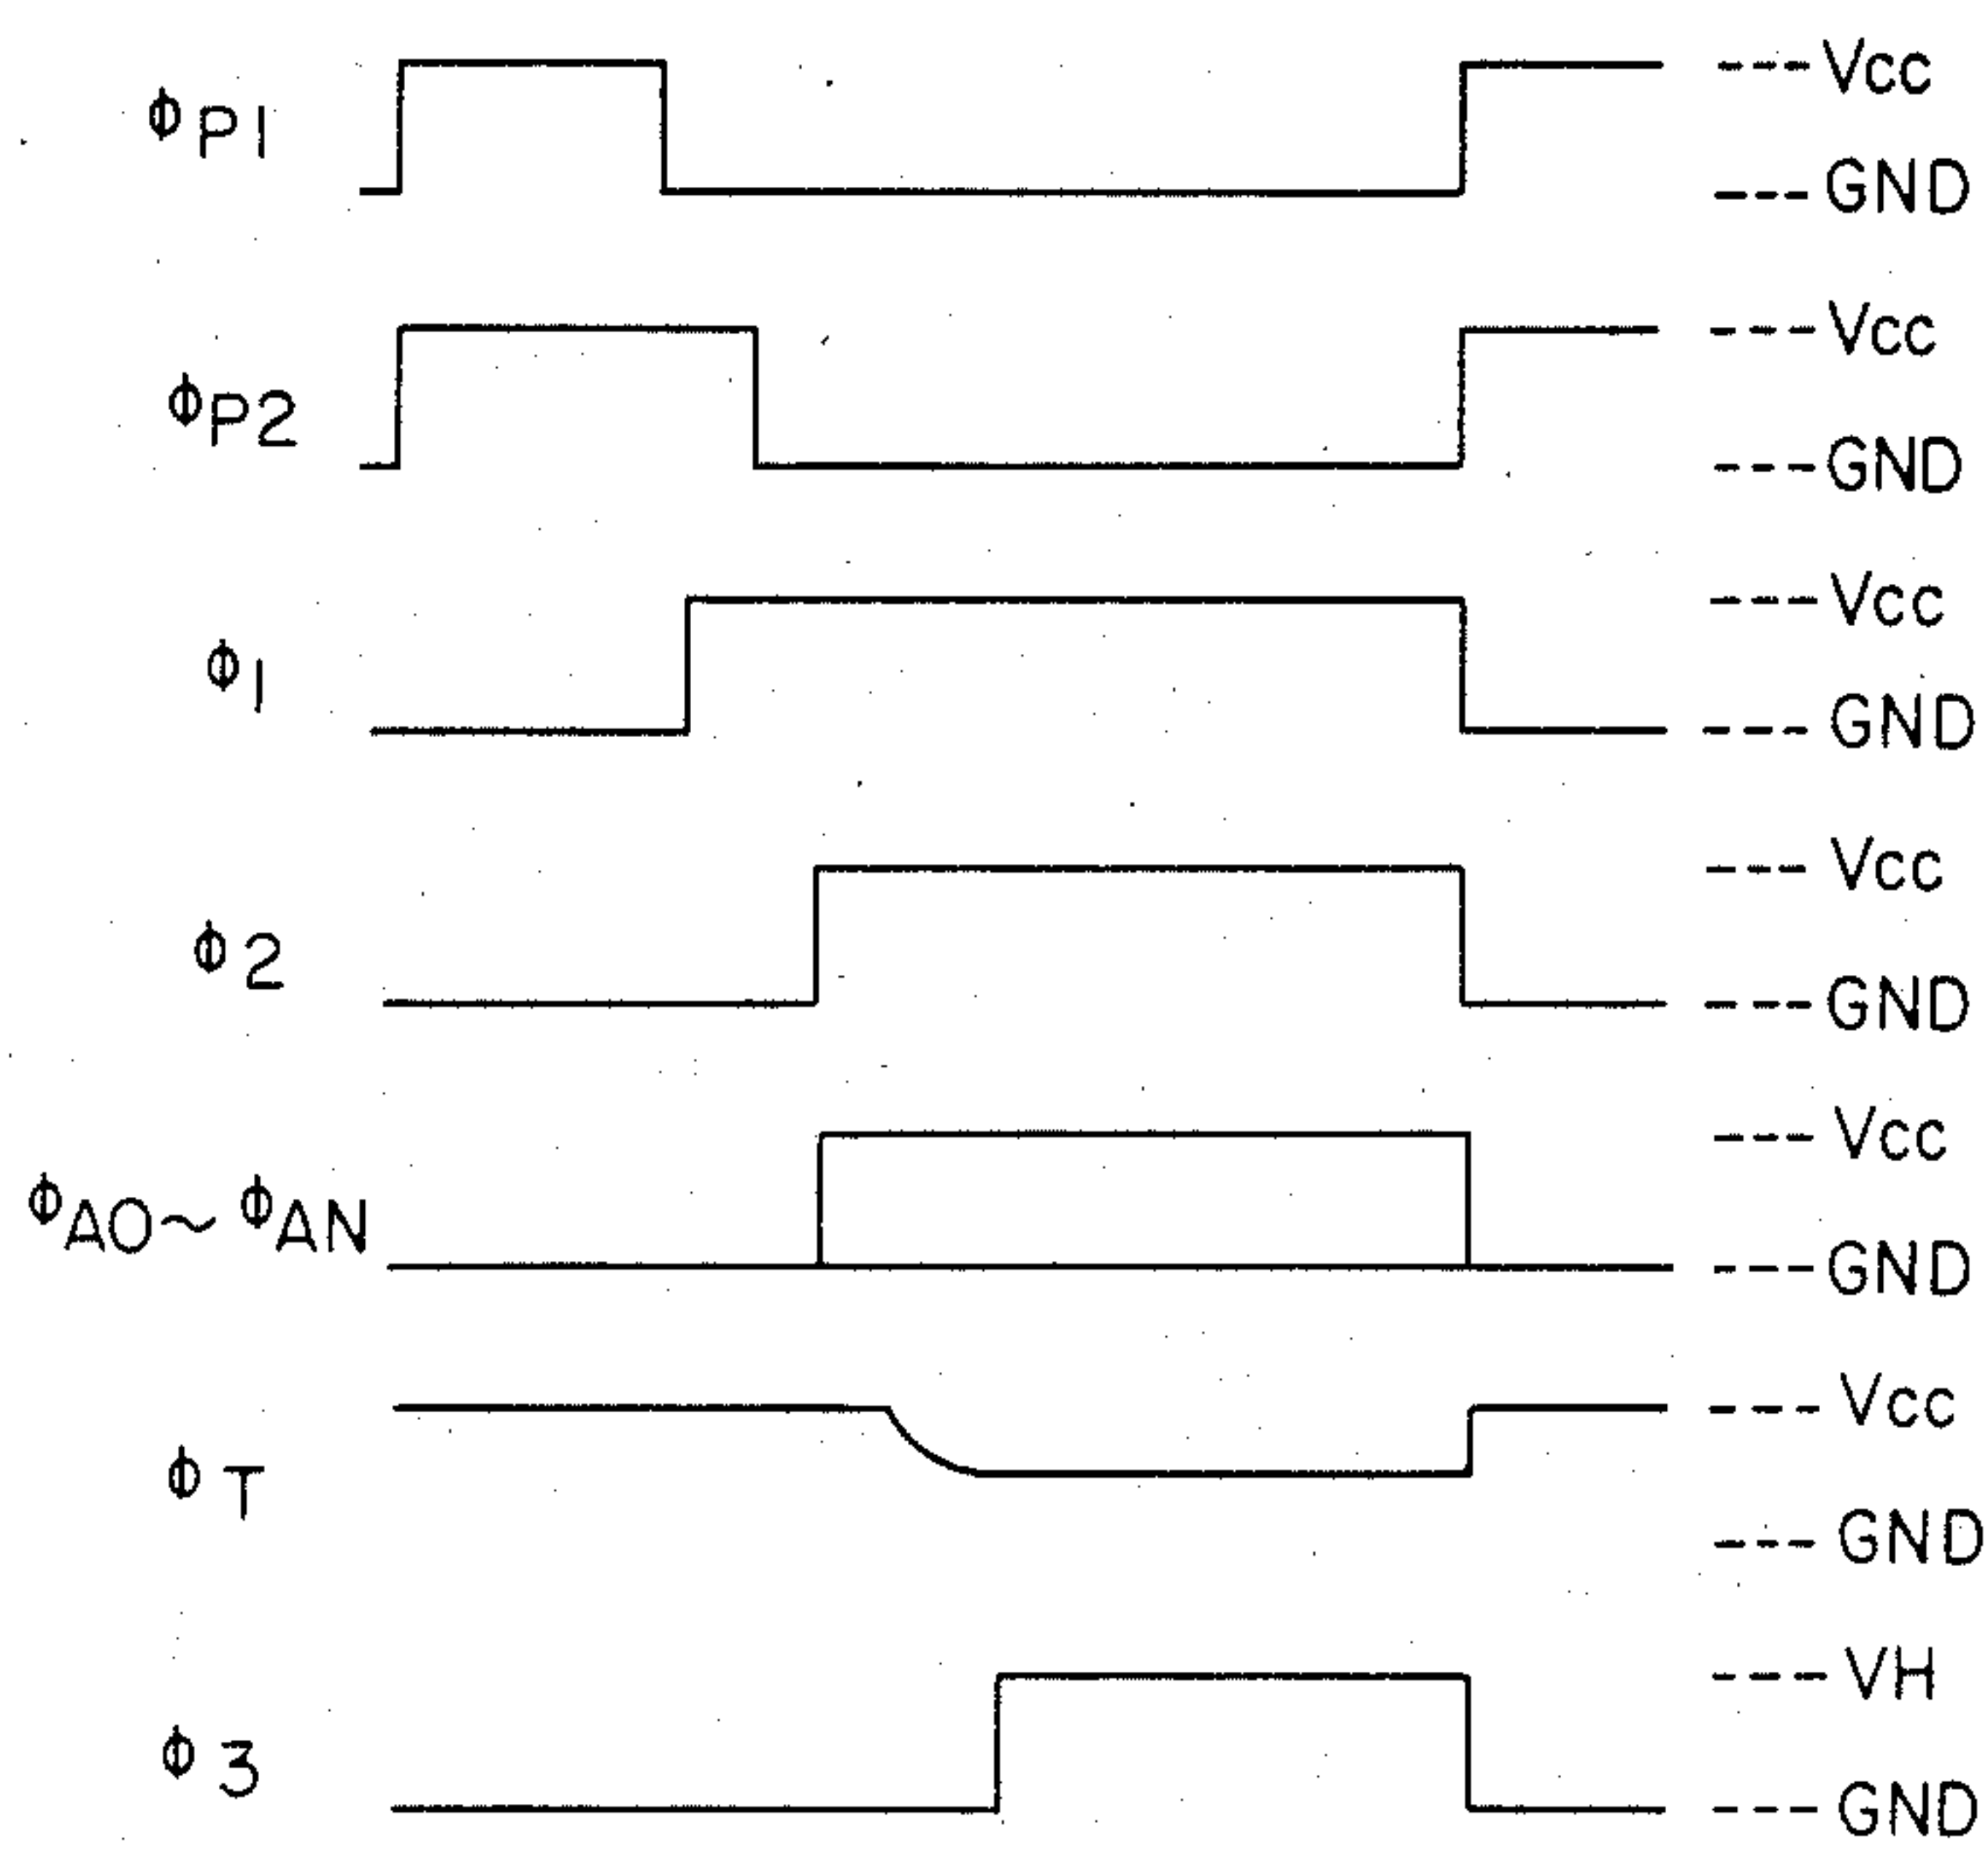 --- Vcc
ΦP1
--- GND
--- Vcc
ΦP2
--- GND
--- Vcc
Φ1
--- GND
--- Vcc
Φ2
--- GND
--- Vcc
ΦA0~ ΦAN
--- GND
--- Vcc
ΦT
--- GND
--- VH
Φ3
--- GND